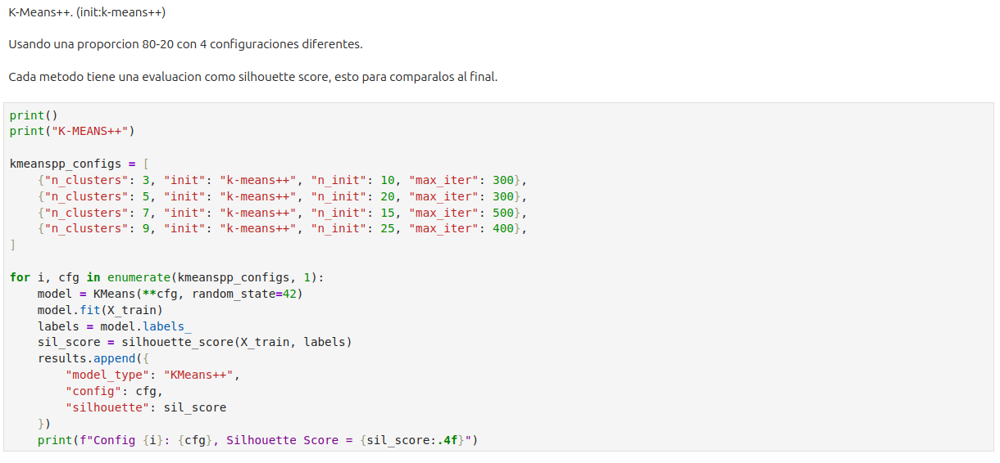 K-Means++. (init:k-means++)
Usando una proporcion 80-20 con 4 configuraciones diferentes.
Cada metodo tiene una evaluacion como silhouette score, esto para comparalos al final.
print()
print("K-MEANS++")
kmeanspp_configs = [
    {"n_clusters": 3, "init": "k-means++", "n_init": 10, "max_iter": 300},
    {"n_clusters": 5, "init": "k-means++", "n_init": 20, "max_iter": 300},
    {"n_clusters": 7, "init": "k-means++", "n_init": 15, "max_iter": 500},
    {"n_clusters": 9, "init": "k-means++", "n_init": 25, "max_iter": 400},
]
for i, cfg in enumerate(kmeanspp_configs, 1):
    model = KMeans(**cfg, random_state=42)
    model.fit(X_train)
    labels = model.labels_
    sil_score = silhouette_score(X_train, labels)
    results.append({
        "model_type": "KMeans++",
        "config": cfg,
        "silhouette": sil_score
    })
    print(f"Config {i}: {cfg}, Silhouette Score = {sil_score:.4f}")